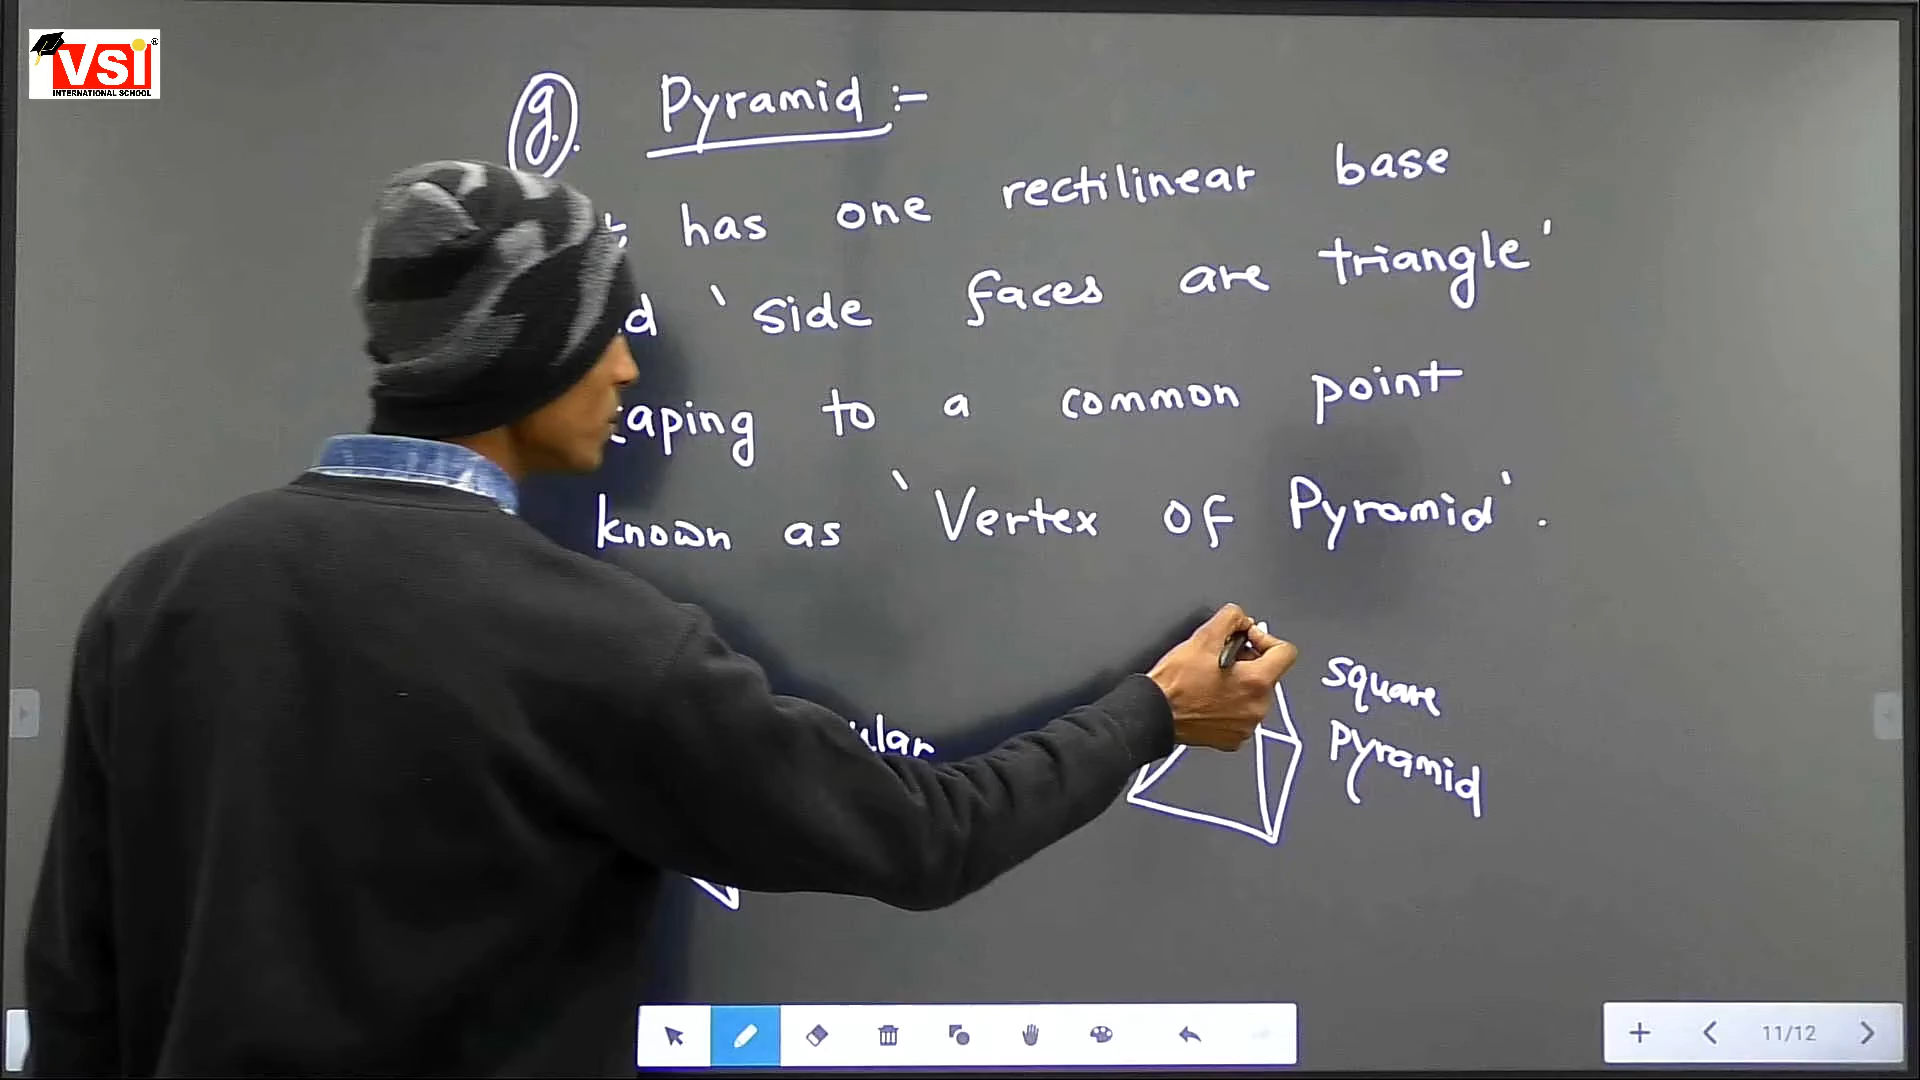 VSI
INTERNATIONAL SCHOOL
g. Pyramid :-
has one rectilinear base
'side faces are triangle'
to a common point
known as 'Vertex of Pyramid'.
square
Pyramid
11/12